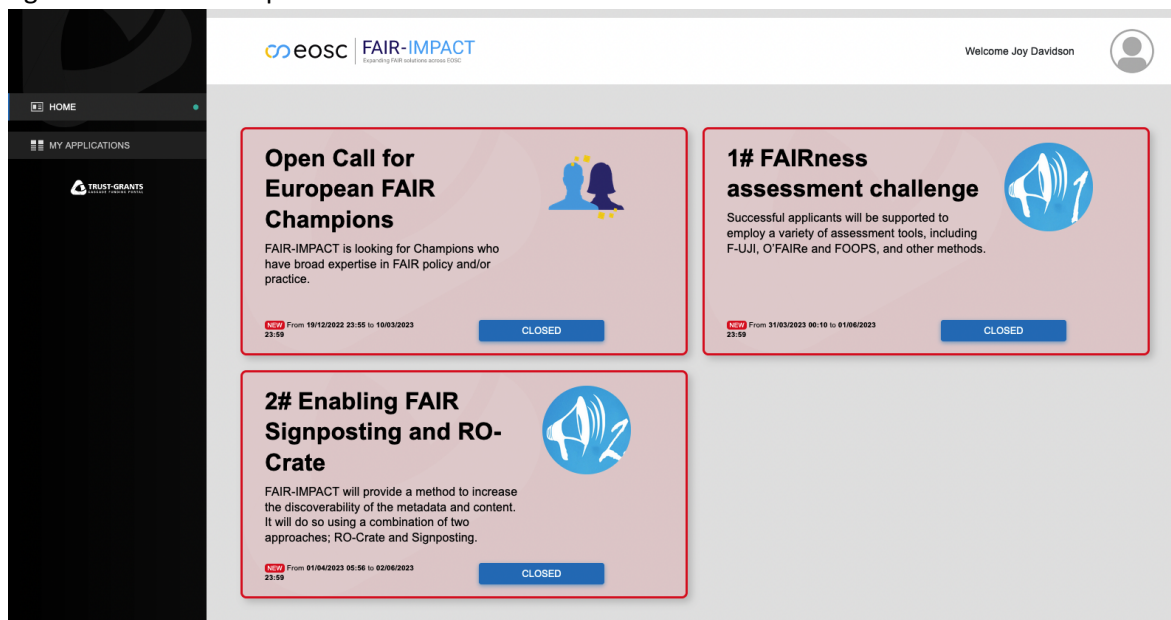 eosc FAIR-IMPACT
Expanding FAIR solutions across EOSC
Welcome Joy Davidson
HOME
MY APPLICATIONS
TRUST-GRANTS
Open Call for
European FAIR
Champions
FAIR-IMPACT is looking for Champions who
have broad expertise in FAIR policy and/or
practice.
NEW From 19/12/2022 23:55 to 10/03/2023
23:59
CLOSED
1# FAIRness
assessment challenge
Successful applicants will be supported to
employ a variety of assessment tools, including
F-UJI, O'FAIRe and FOOPS, and other methods.
1
NEW From 31/03/2023 00:10 to 01/06/2023
23:59
CLOSED
2# Enabling FAIR
Signposting and RO-
Crate
FAIR-IMPACT will provide a method to increase
the discoverability of the metadata and content.
It will do so using a combination of two
approaches; RO-Crate and Signposting.
2
NEW From 01/04/2023 05:56 to 02/06/2023
23:59
CLOSED